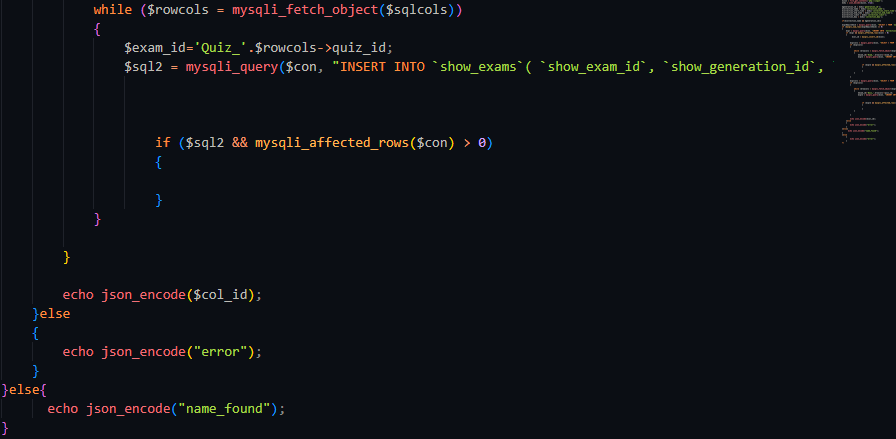 while ($rowcols = mysqli_fetch_object($sqlcols))
{
$exam_id='Quiz_'.$rowcols->quiz_id;
$sql2 = mysqli_query($con, "INSERT INTO `show_exams`( `show_exam_id`, `show_generation_id`,
if ($sql2 && mysqli_affected_rows($con) > 0)
{
}
}
}
echo json_encode($col_id);
}else
{
echo json_encode("error");
}
}else{
echo json_encode("name_found");
}